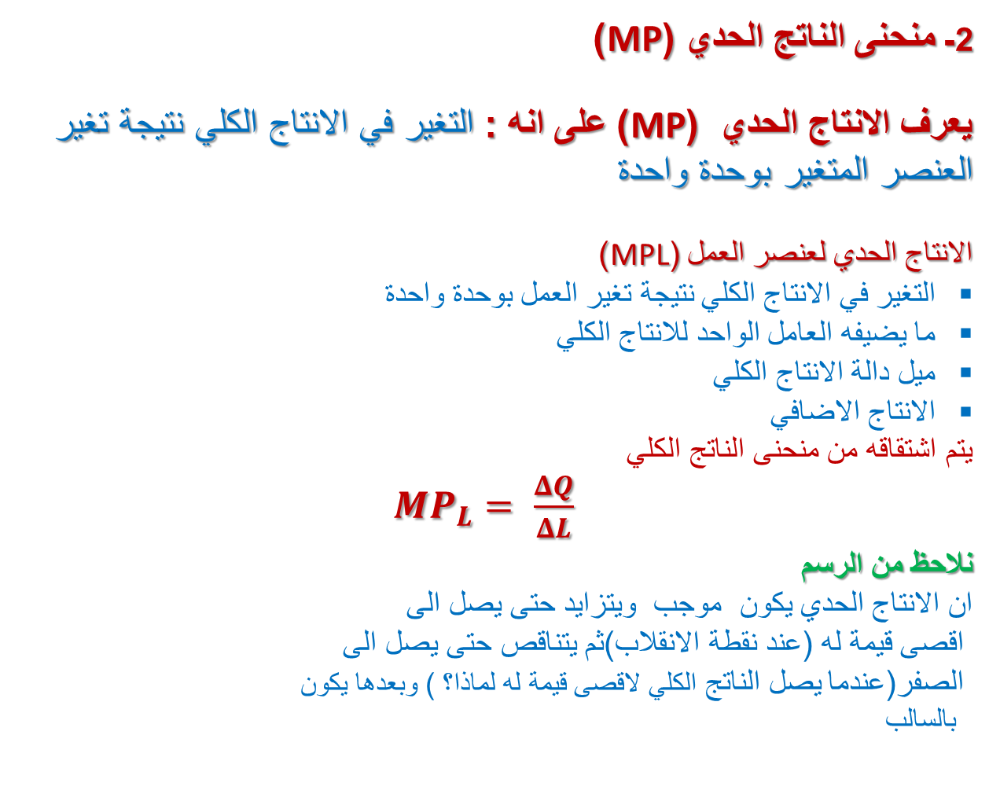 2- منحنى الناتج الحدي (MP)
يعرف الانتاج الحدي (MP) على انه : التغير في الانتاج الكلي نتيجة تغير
العنصر المتغير بوحدة واحدة
الانتاج الحدي لعنصر العمل (MPL)
▪ التغير في الانتاج الكلي نتيجة تغير العمل بوحدة واحدة
▪ ما يضيفه العامل الواحد للانتاج الكلي
▪ ميل دالة الانتاج الكلي
▪ الانتاج الاضافي
يتم اشتقاقه من منحنى الناتج الكلي
MP_L = ΔQ/ΔL
نلاحظ من الرسم
ان الانتاج الحدي يكون موجب ويتزايد حتى يصل الى
اقصى قيمة له (عند نقطة الانقلاب)ثم يتناقص حتى يصل الى
الصفر(عندما يصل الناتج الكلي لاقصى قيمة له لماذا؟ ) وبعدها يكون
بالسالب